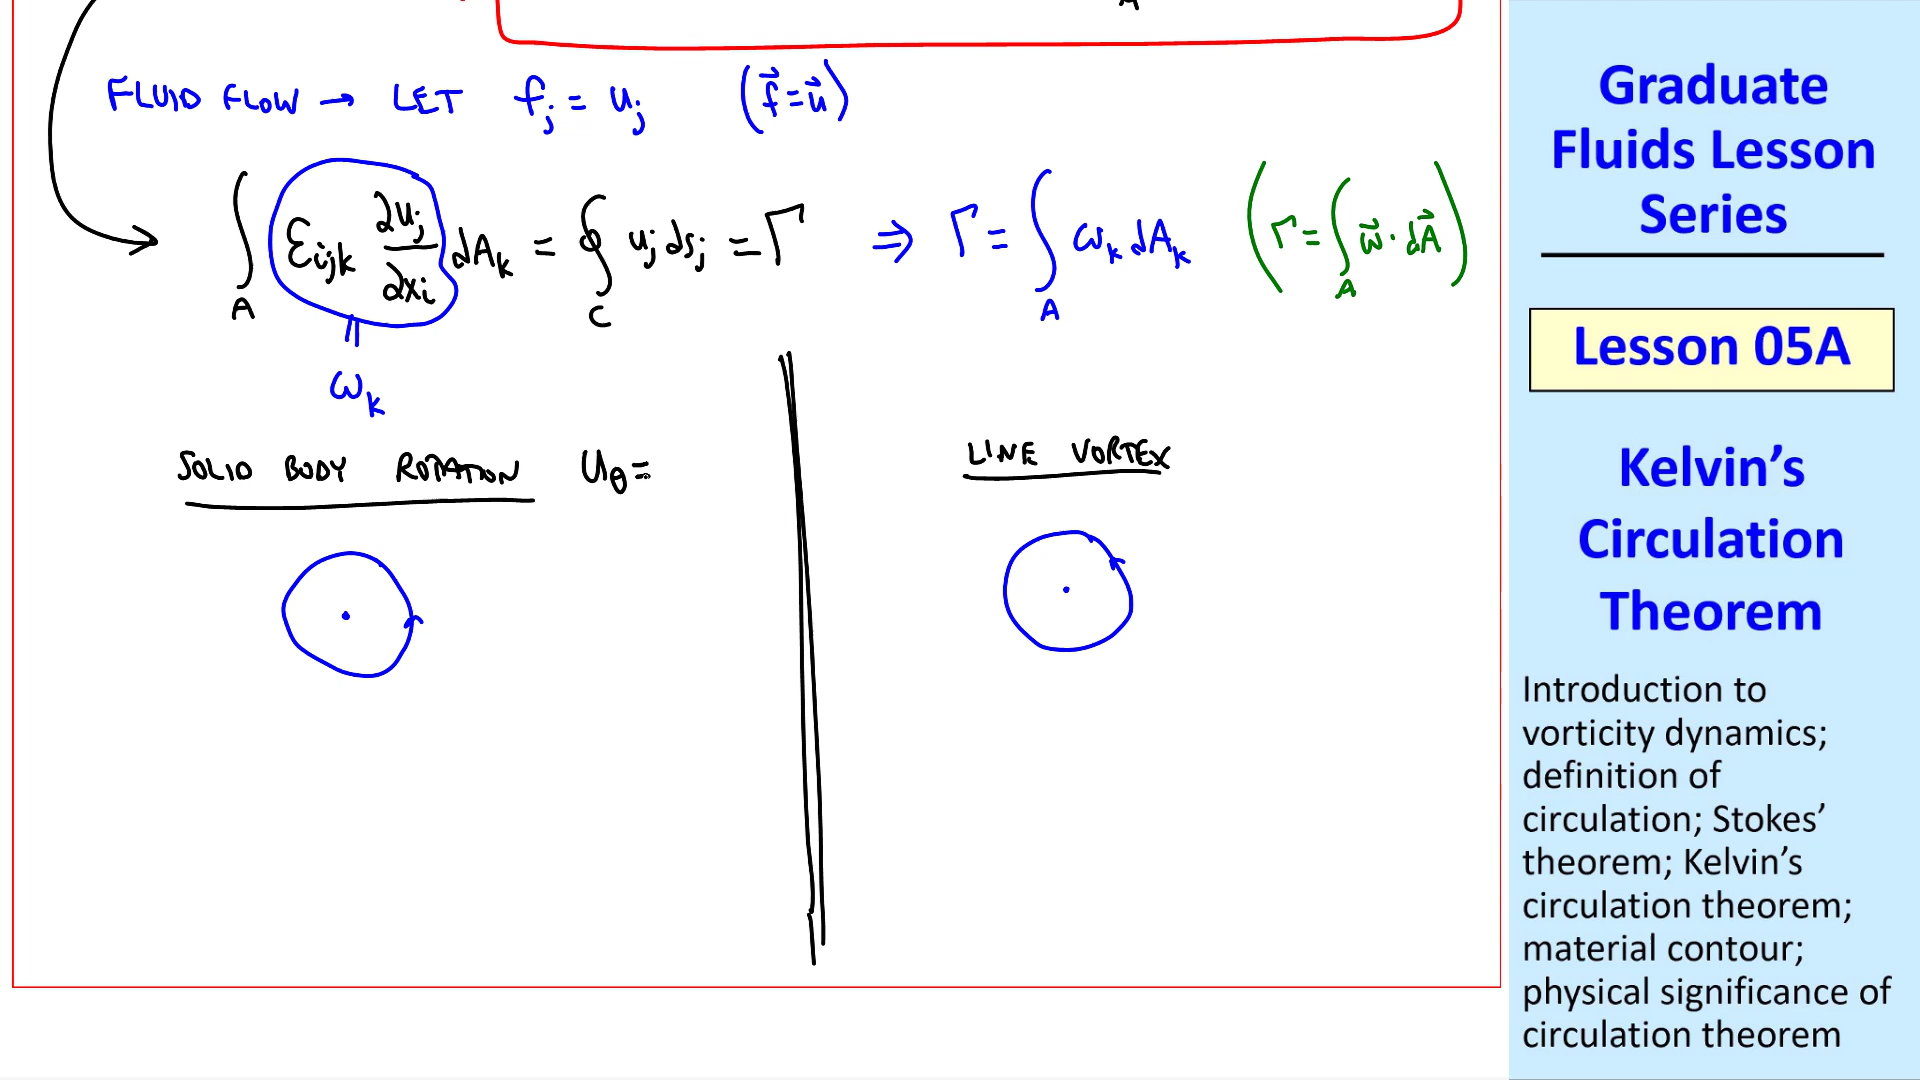 A
FLUID FLOW → LET f_j = u_j (f⃗ = u⃗)
∫_A ε_ijk ∂u_j/∂x_i dA_k = ∮_C u_j ds_j = Γ ⇒ Γ = ∫_A ω_k dA_k (Γ = ∫_A ω⃗ · dA⃗)
ω_k
SOLID BODY ROTATION u_θ =
LINE VORTEX
Graduate
Fluids Lesson
Series
Lesson 05A
Kelvin’s
Circulation
Theorem
Introduction to
vorticity dynamics;
definition of
circulation; Stokes’
theorem; Kelvin’s
circulation theorem;
material contour;
physical significance of
circulation theorem